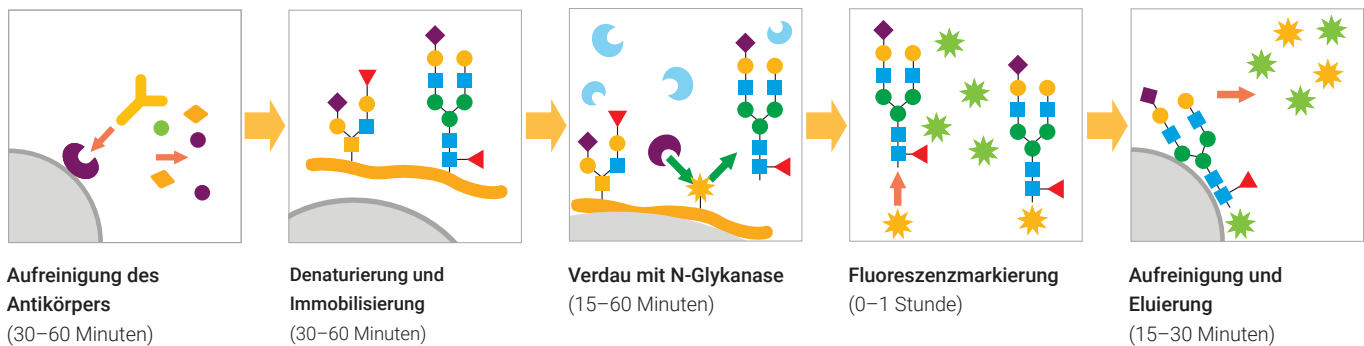 Aufreinigung des
Antikörpers
(30–60 Minuten)
Denaturierung und
Immobilisierung
(30–60 Minuten)
Verdau mit N-Glykanase
(15–60 Minuten)
Fluoreszenzmarkierung
(0–1 Stunde)
Aufreinigung und
Eluierung
(15–30 Minuten)